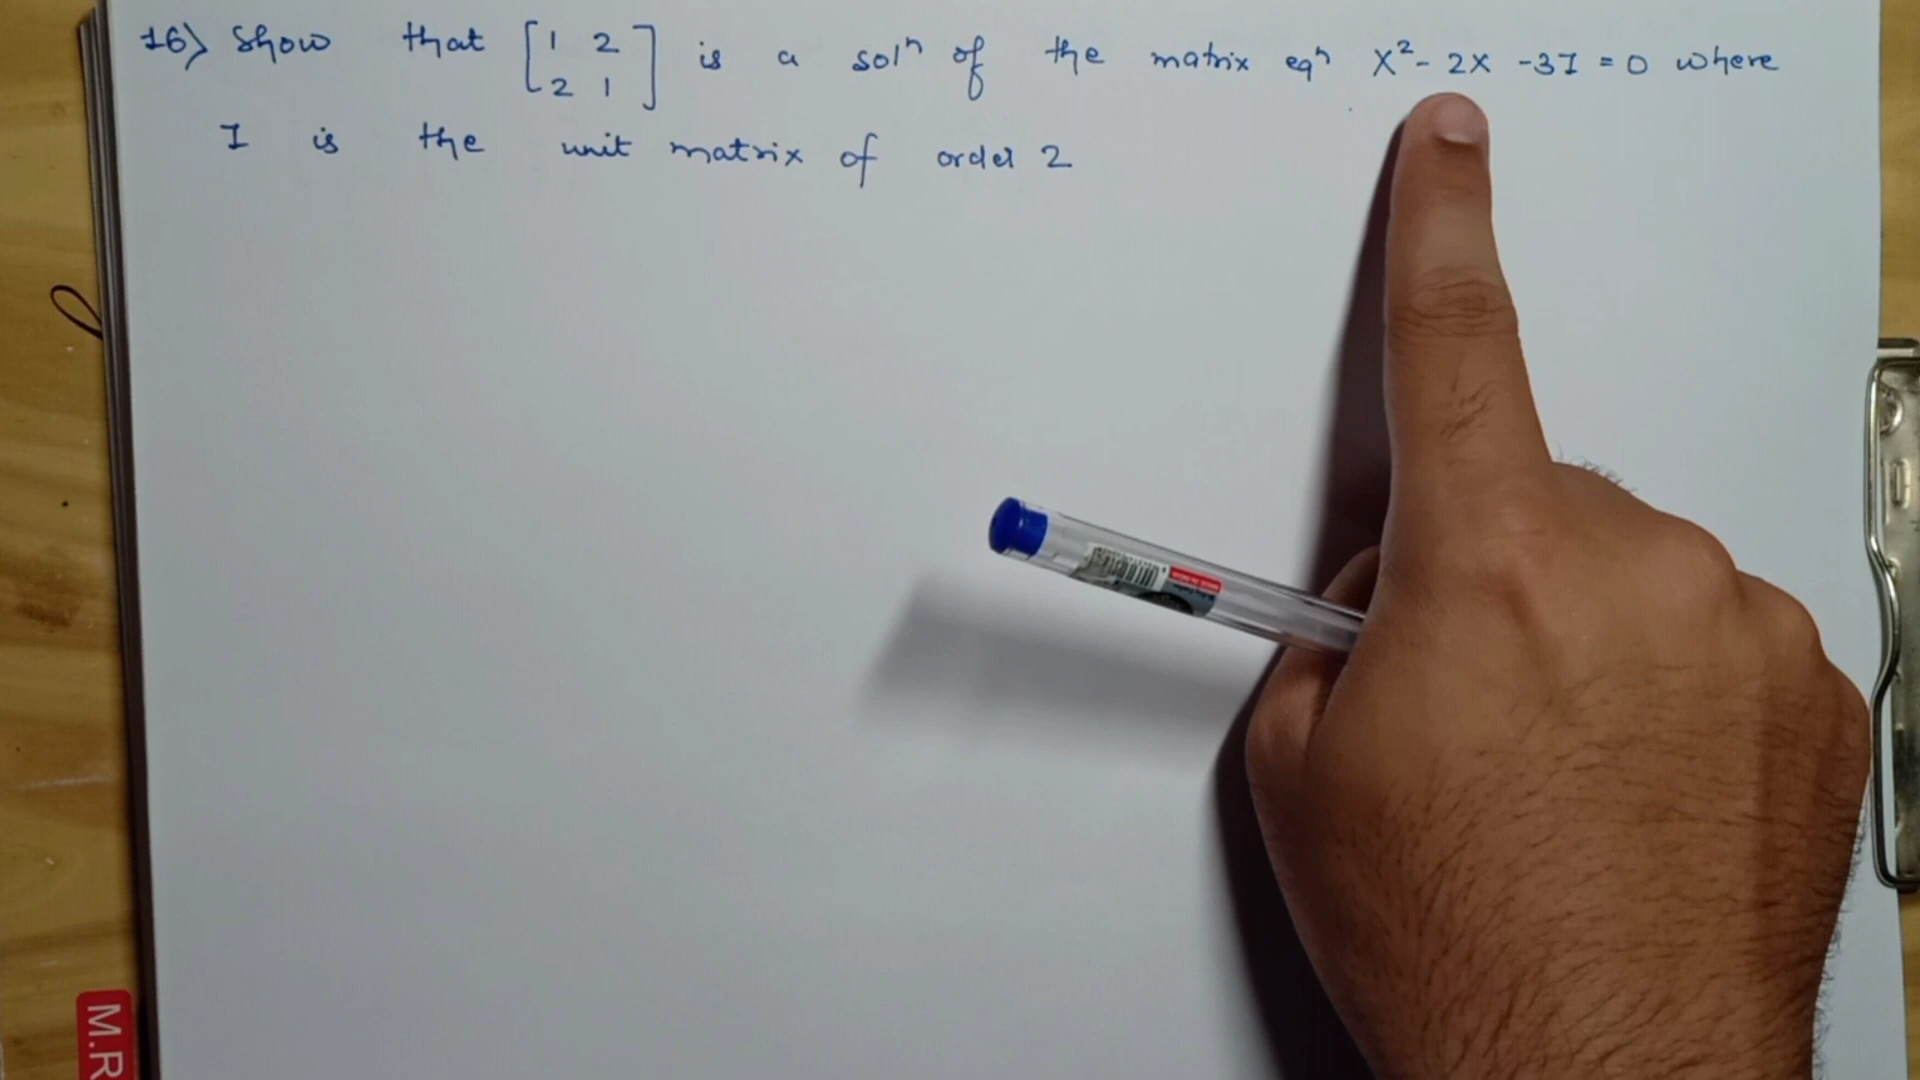 16) Show that [1 2 2 1] is a solⁿ of the matrix eqⁿ X² - 2X - 3I = 0 where
I is the unit matrix of order 2
M.R